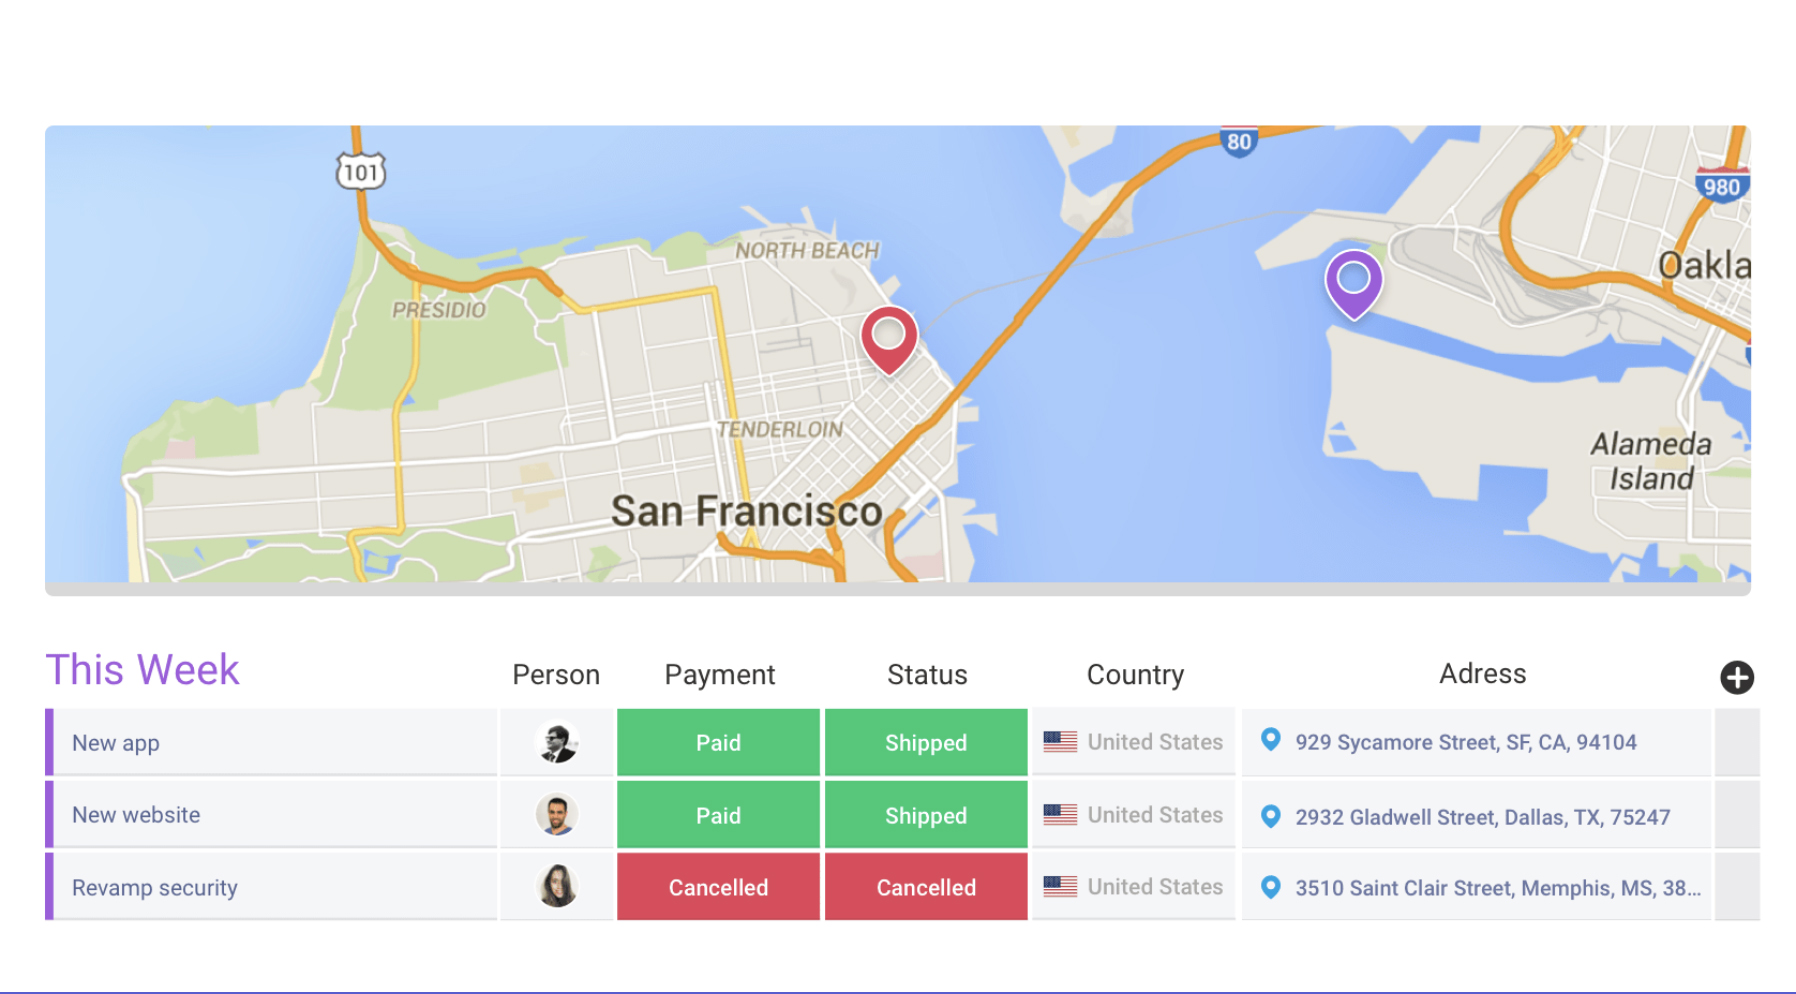 101
80
980
NORTH BEACH
Oakla
PRESIDIO
TENDERLOIN
Alameda
Island
San Francisco
This Week Person Payment Status Country Adress
New app Paid Shipped United States 929 Sycamore Street, SF, CA, 94104
New website Paid Shipped United States 2932 Gladwell Street, Dallas, TX, 75247
Revamp security Cancelled Cancelled United States 3510 Saint Clair Street, Memphis, MS, 38...